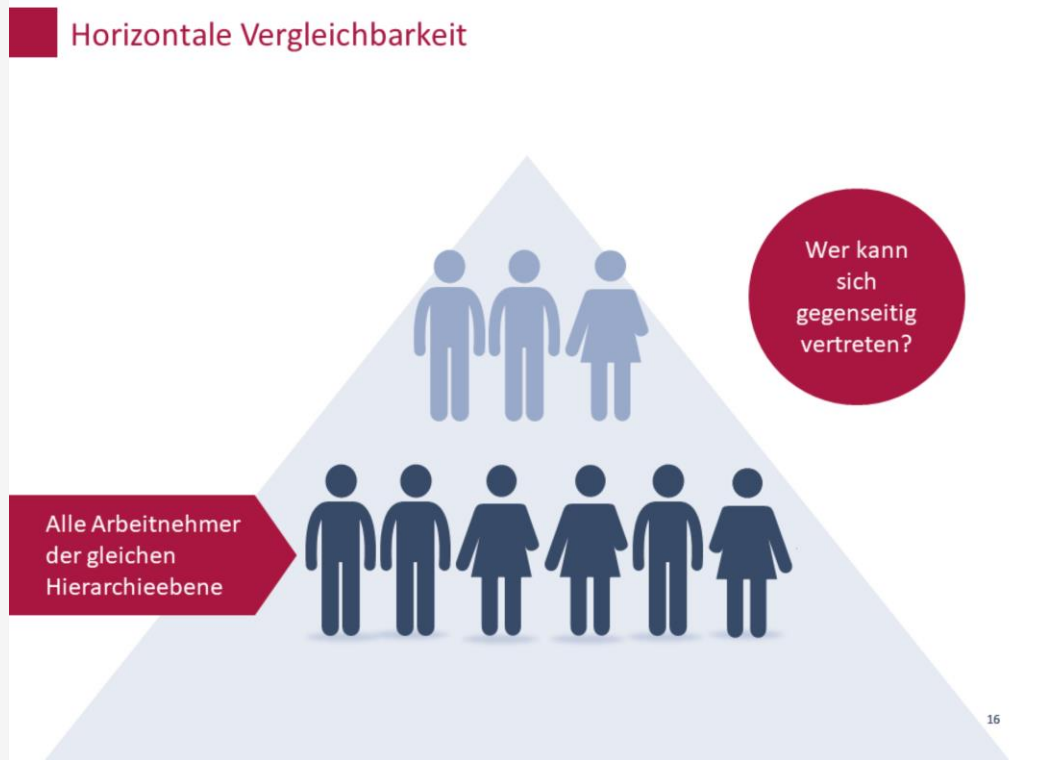 Horizontale Vergleichbarkeit
Wer kann
sich
gegenseitig
vertreten?
Alle Arbeitnehmer
der gleichen
Hierarchieebene
16